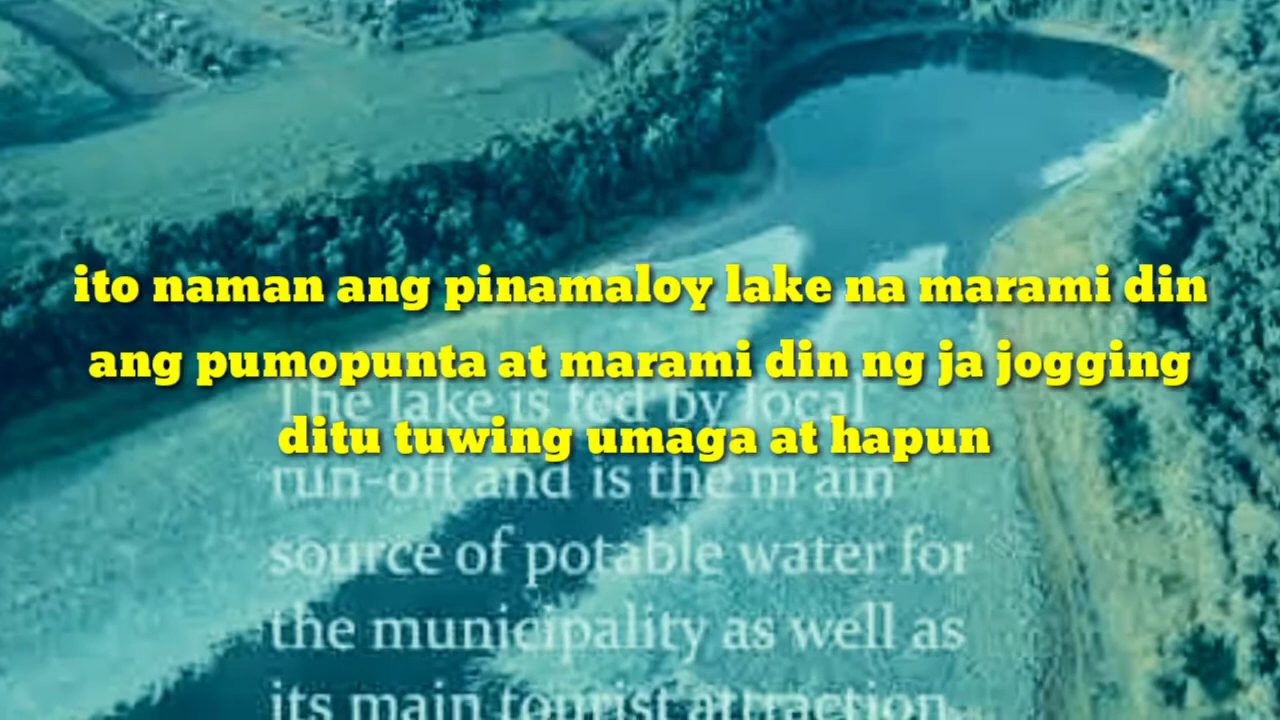 ito naman ang pinamaloy lake na marami din
ang pumopunta at marami din ng ja jogging
The lake is fed by local
ditu tuwing umaga at hapun
run-off and is the m ain
source of potable water for
the municipality as well as
its main tourist attraction.